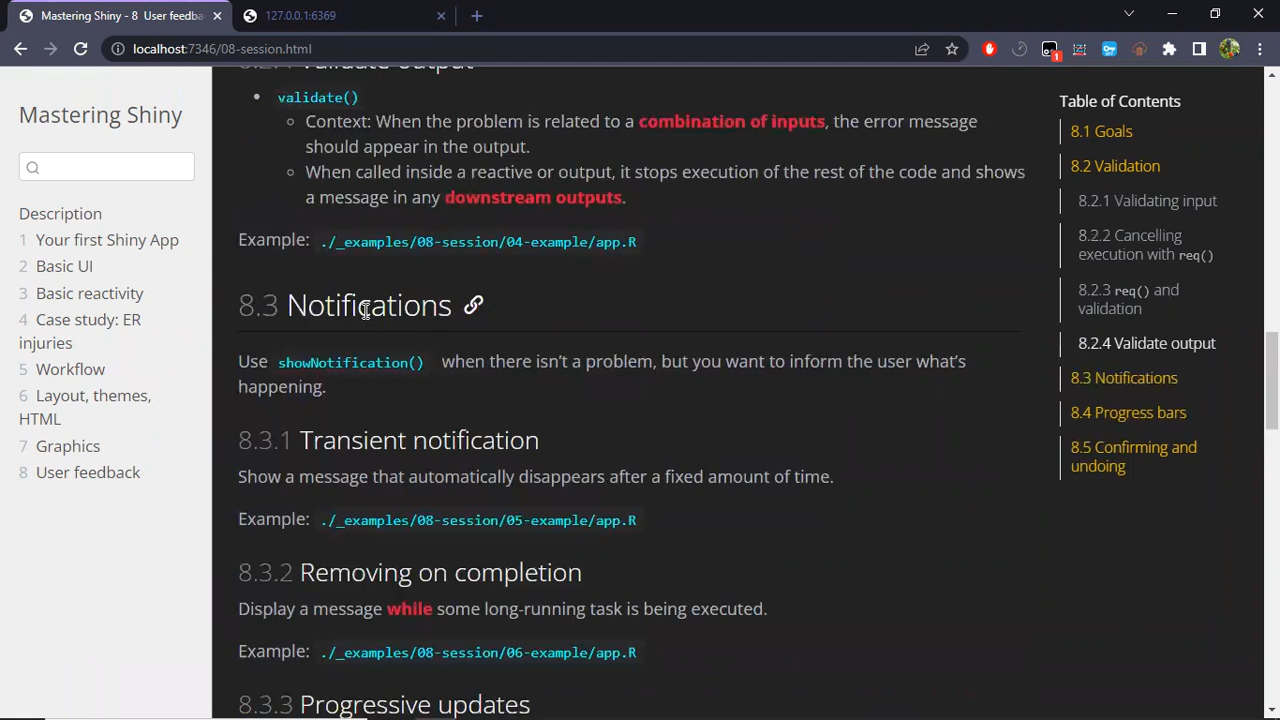 Mastering Shiny - 8 User feedba
127.0.0.1:6369
localhost:7346/08-session.html
1
Mastering Shiny
Description
1 Your first Shiny App
2 Basic UI
3 Basic reactivity
4 Case study: ER
injuries
5 Workflow
6 Layout, themes,
HTML
7 Graphics
8 User feedback
8.2.4 Validate output
validate()
Context: When the problem is related to a combination of inputs, the error message
should appear in the output.
When called inside a reactive or output, it stops execution of the rest of the code and shows
a message in any downstream outputs.
Example: ./_examples/08-session/04-example/app.R
8.3 Notifications
Use showNotification() when there isn't a problem, but you want to inform the user what's
happening.
8.3.1 Transient notification
Show a message that automatically disappears after a fixed amount of time.
Example: ./_examples/08-session/05-example/app.R
8.3.2 Removing on completion
Display a message while some long-running task is being executed.
Example: ./_examples/08-session/06-example/app.R
8.3.3 Progressive updates
Table of Contents
8.1 Goals
8.2 Validation
8.2.1 Validating input
8.2.2 Cancelling
execution with req()
8.2.3 req() and
validation
8.2.4 Validate output
8.3 Notifications
8.4 Progress bars
8.5 Confirming and
undoing